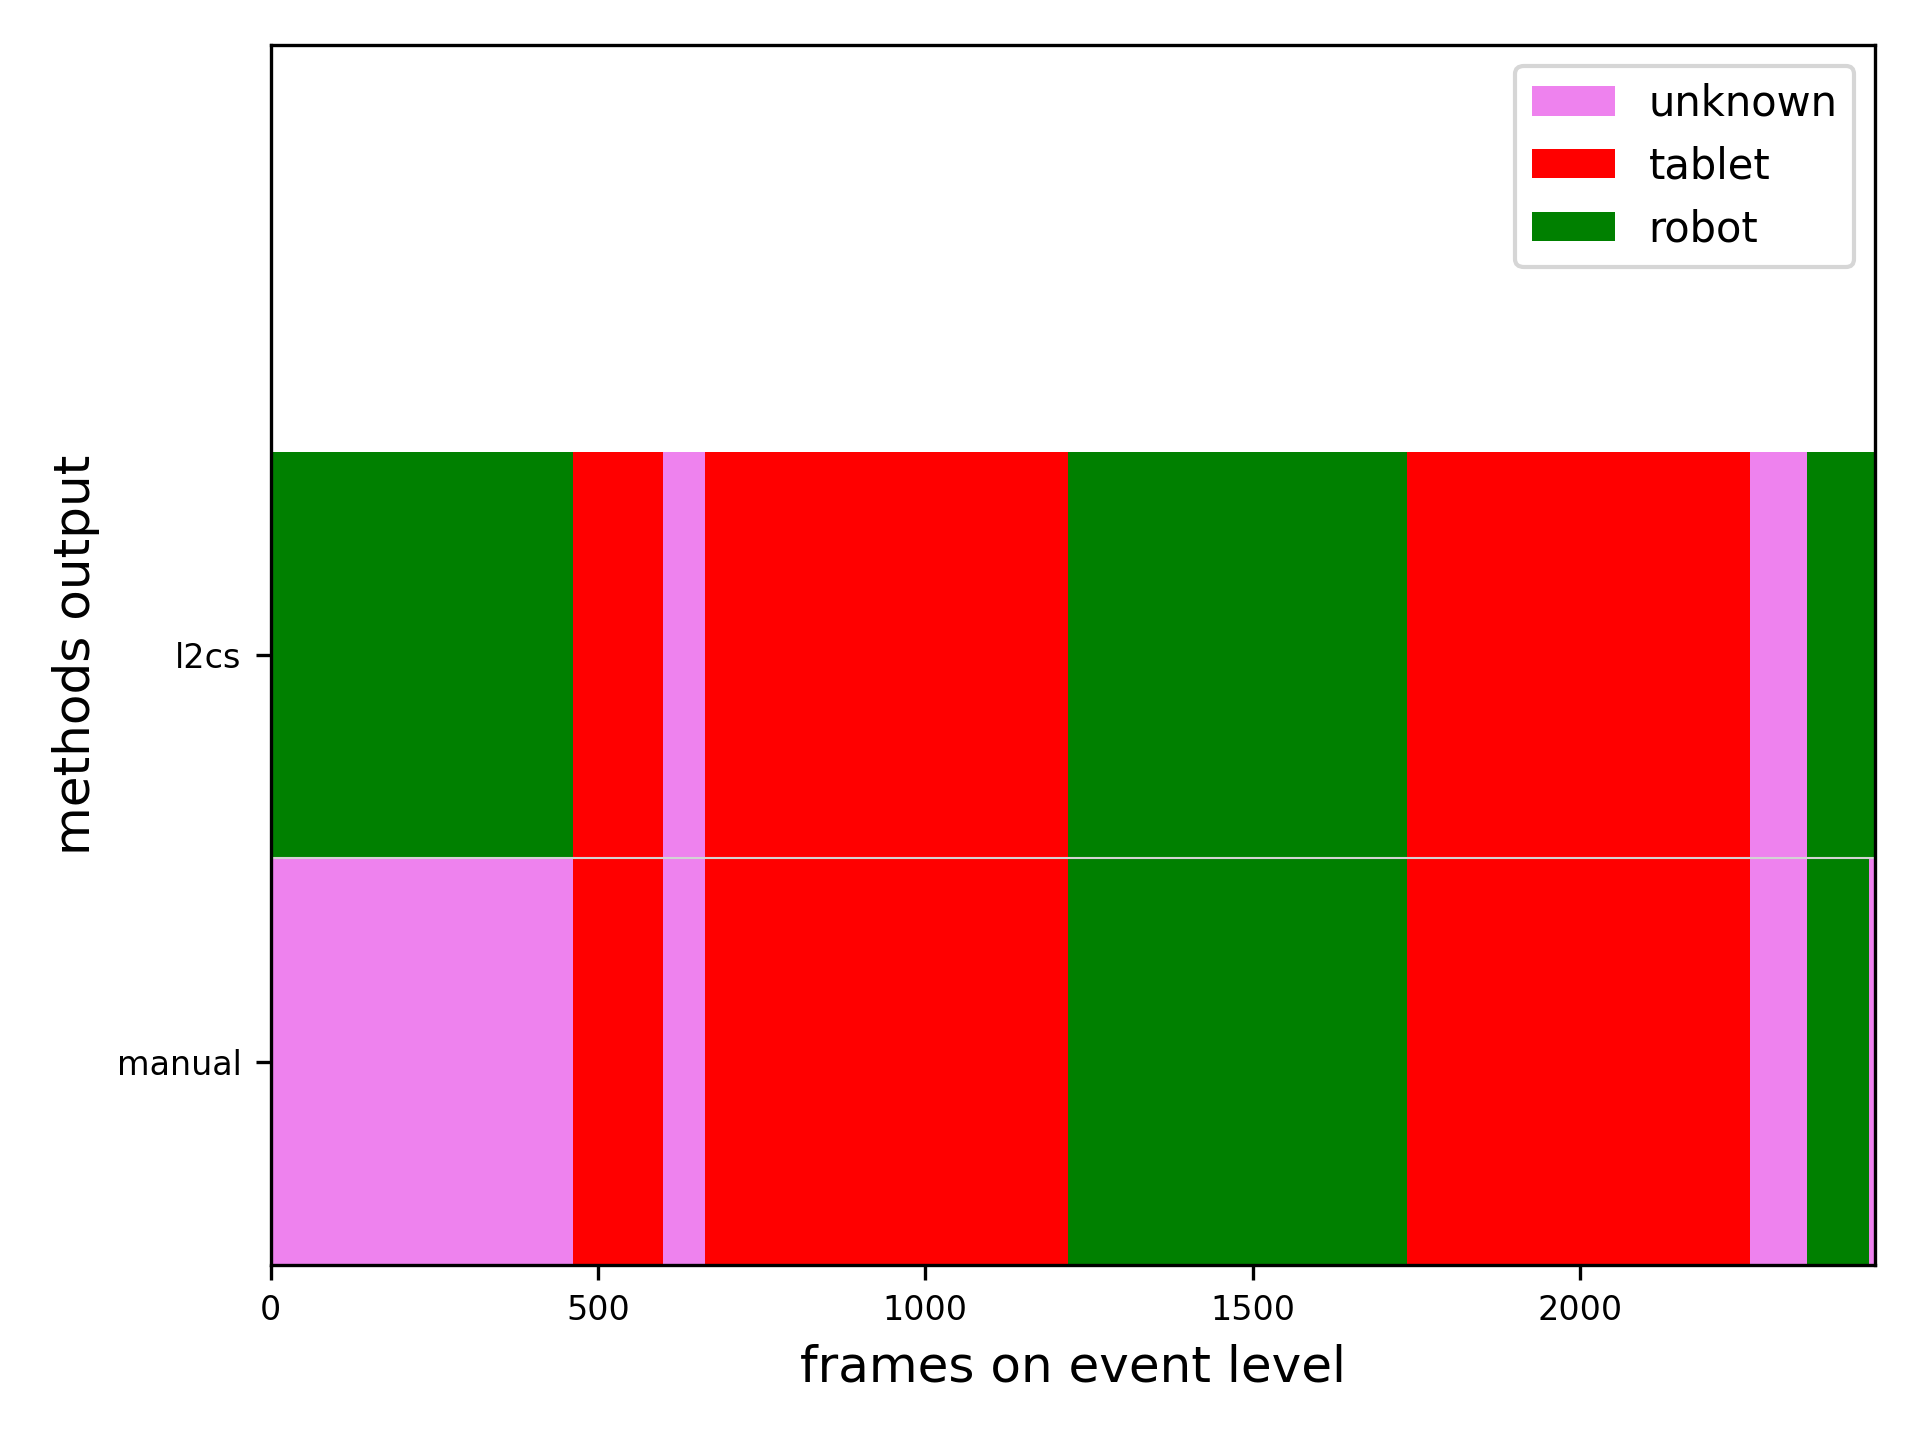 unknown
tablet
robot
methods output
l2cs
manual
0 500 1000 1500 2000
frames on event level